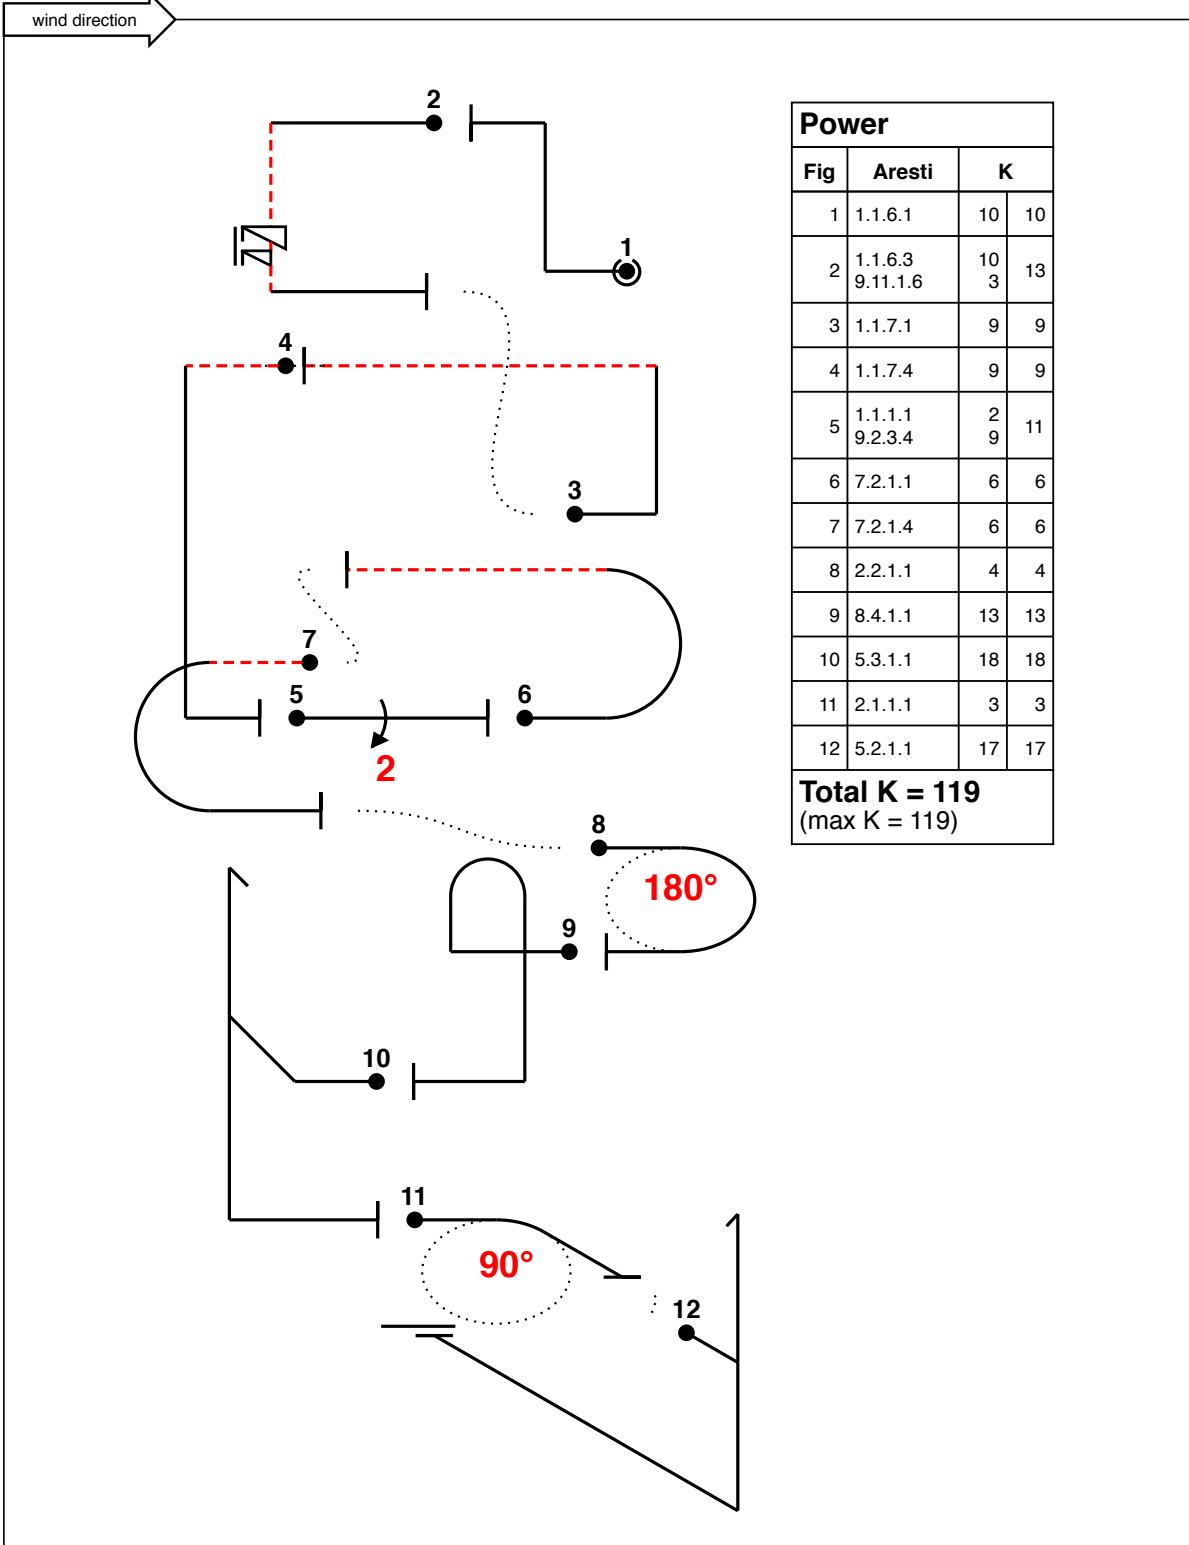 wind direction
2
1
4
3
7
5
6
2
8
180°
9
10
11
90°
12
Power
Fig Aresti K
1 1.1.6.1 10 10
2 1.1.6.3 10 13
9.11.1.6 3
3 1.1.7.1 9 9
4 1.1.7.4 9 9
5 1.1.1.1 2 11
9.2.3.4 9
6 7.2.1.1 6 6
7 7.2.1.4 6 6
8 2.2.1.1 4 4
9 8.4.1.1 13 13
10 5.3.1.1 18 18
11 2.1.1.1 3 3
12 5.2.1.1 17 17
Total K = 119
(max K = 119)